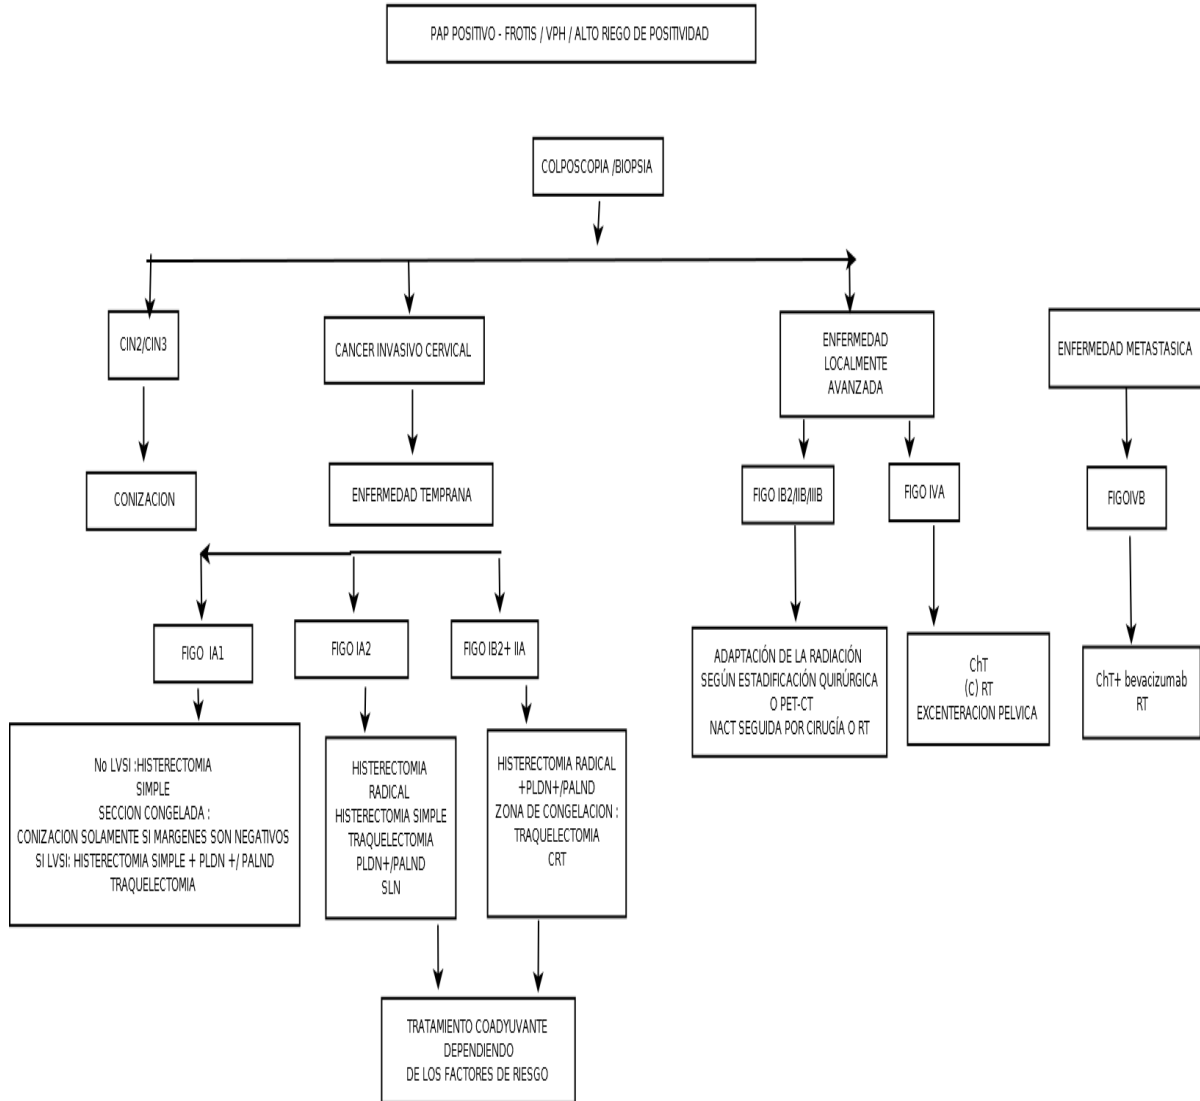 PAP POSITIVO - FROTIS / VPH / ALTO RIEGO DE POSITIVIDAD
COLPOSCOPIA /BIOPSIA
CIN2/CIN3
CANCER INVASIVO CERVICAL
ENFERMEDAD
LOCALMENTE
AVANZADA
ENFERMEDAD METASTASICA
CONIZACION
ENFERMEDAD TEMPRANA
FIGO IB2/IIB/IIIB
FIGO IVA
FIGOIVB
FIGO IA1
FIGO IA2
FIGO IB2+ IIA
No LVSI :HISTERECTOMIA
SIMPLE
SECCION CONGELADA :
CONIZACION SOLAMENTE SI MARGENES SON NEGATIVOS
SI LVSI: HISTERECTOMIA SIMPLE + PLDN +/ PALND
TRAQUELECTOMIA
HISTERECTOMIA
RADICAL
HISTERECTOMIA SIMPLE
TRAQUELECTOMIA
PLDN+/PALND
SLN
HISTERECTOMIA RADICAL
+PLDN+/PALND
ZONA DE CONGELACION :
TRAQUELECTOMIA
CRT
ADAPTACIÓN DE LA RADIACIÓN
SEGÚN ESTADIFICACIÓN QUIRÚRGICA
O PET-CT
NACT SEGUIDA POR CIRUGÍA O RT
ChT
(C) RT
EXCENTERACION PELVICA
ChT+ bevacizumab
RT
TRATAMIENTO COADYUVANTE
DEPENDIENDO
DE LOS FACTORES DE RIESGO